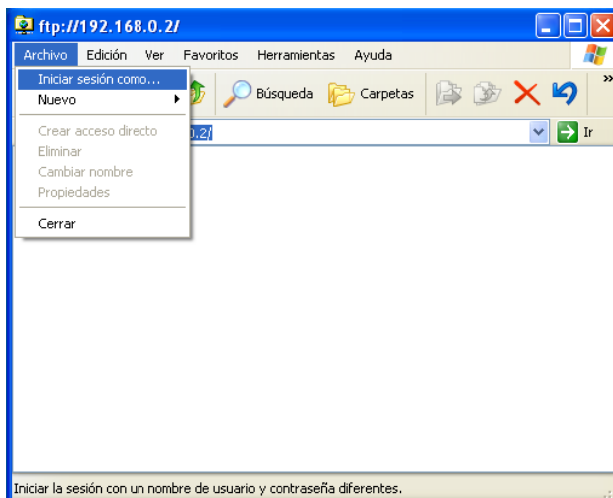 ftp://192.168.0.2/
Archivo Edición Ver Favoritos Herramientas Ayuda
Iniciar sesión como...
Nuevo
Búsqueda Carpetas »
Crear acceso directo
0.2/ Ir
Eliminar
Cambiar nombre
Propiedades
Cerrar
Iniciar la sesión con un nombre de usuario y contraseña diferentes.